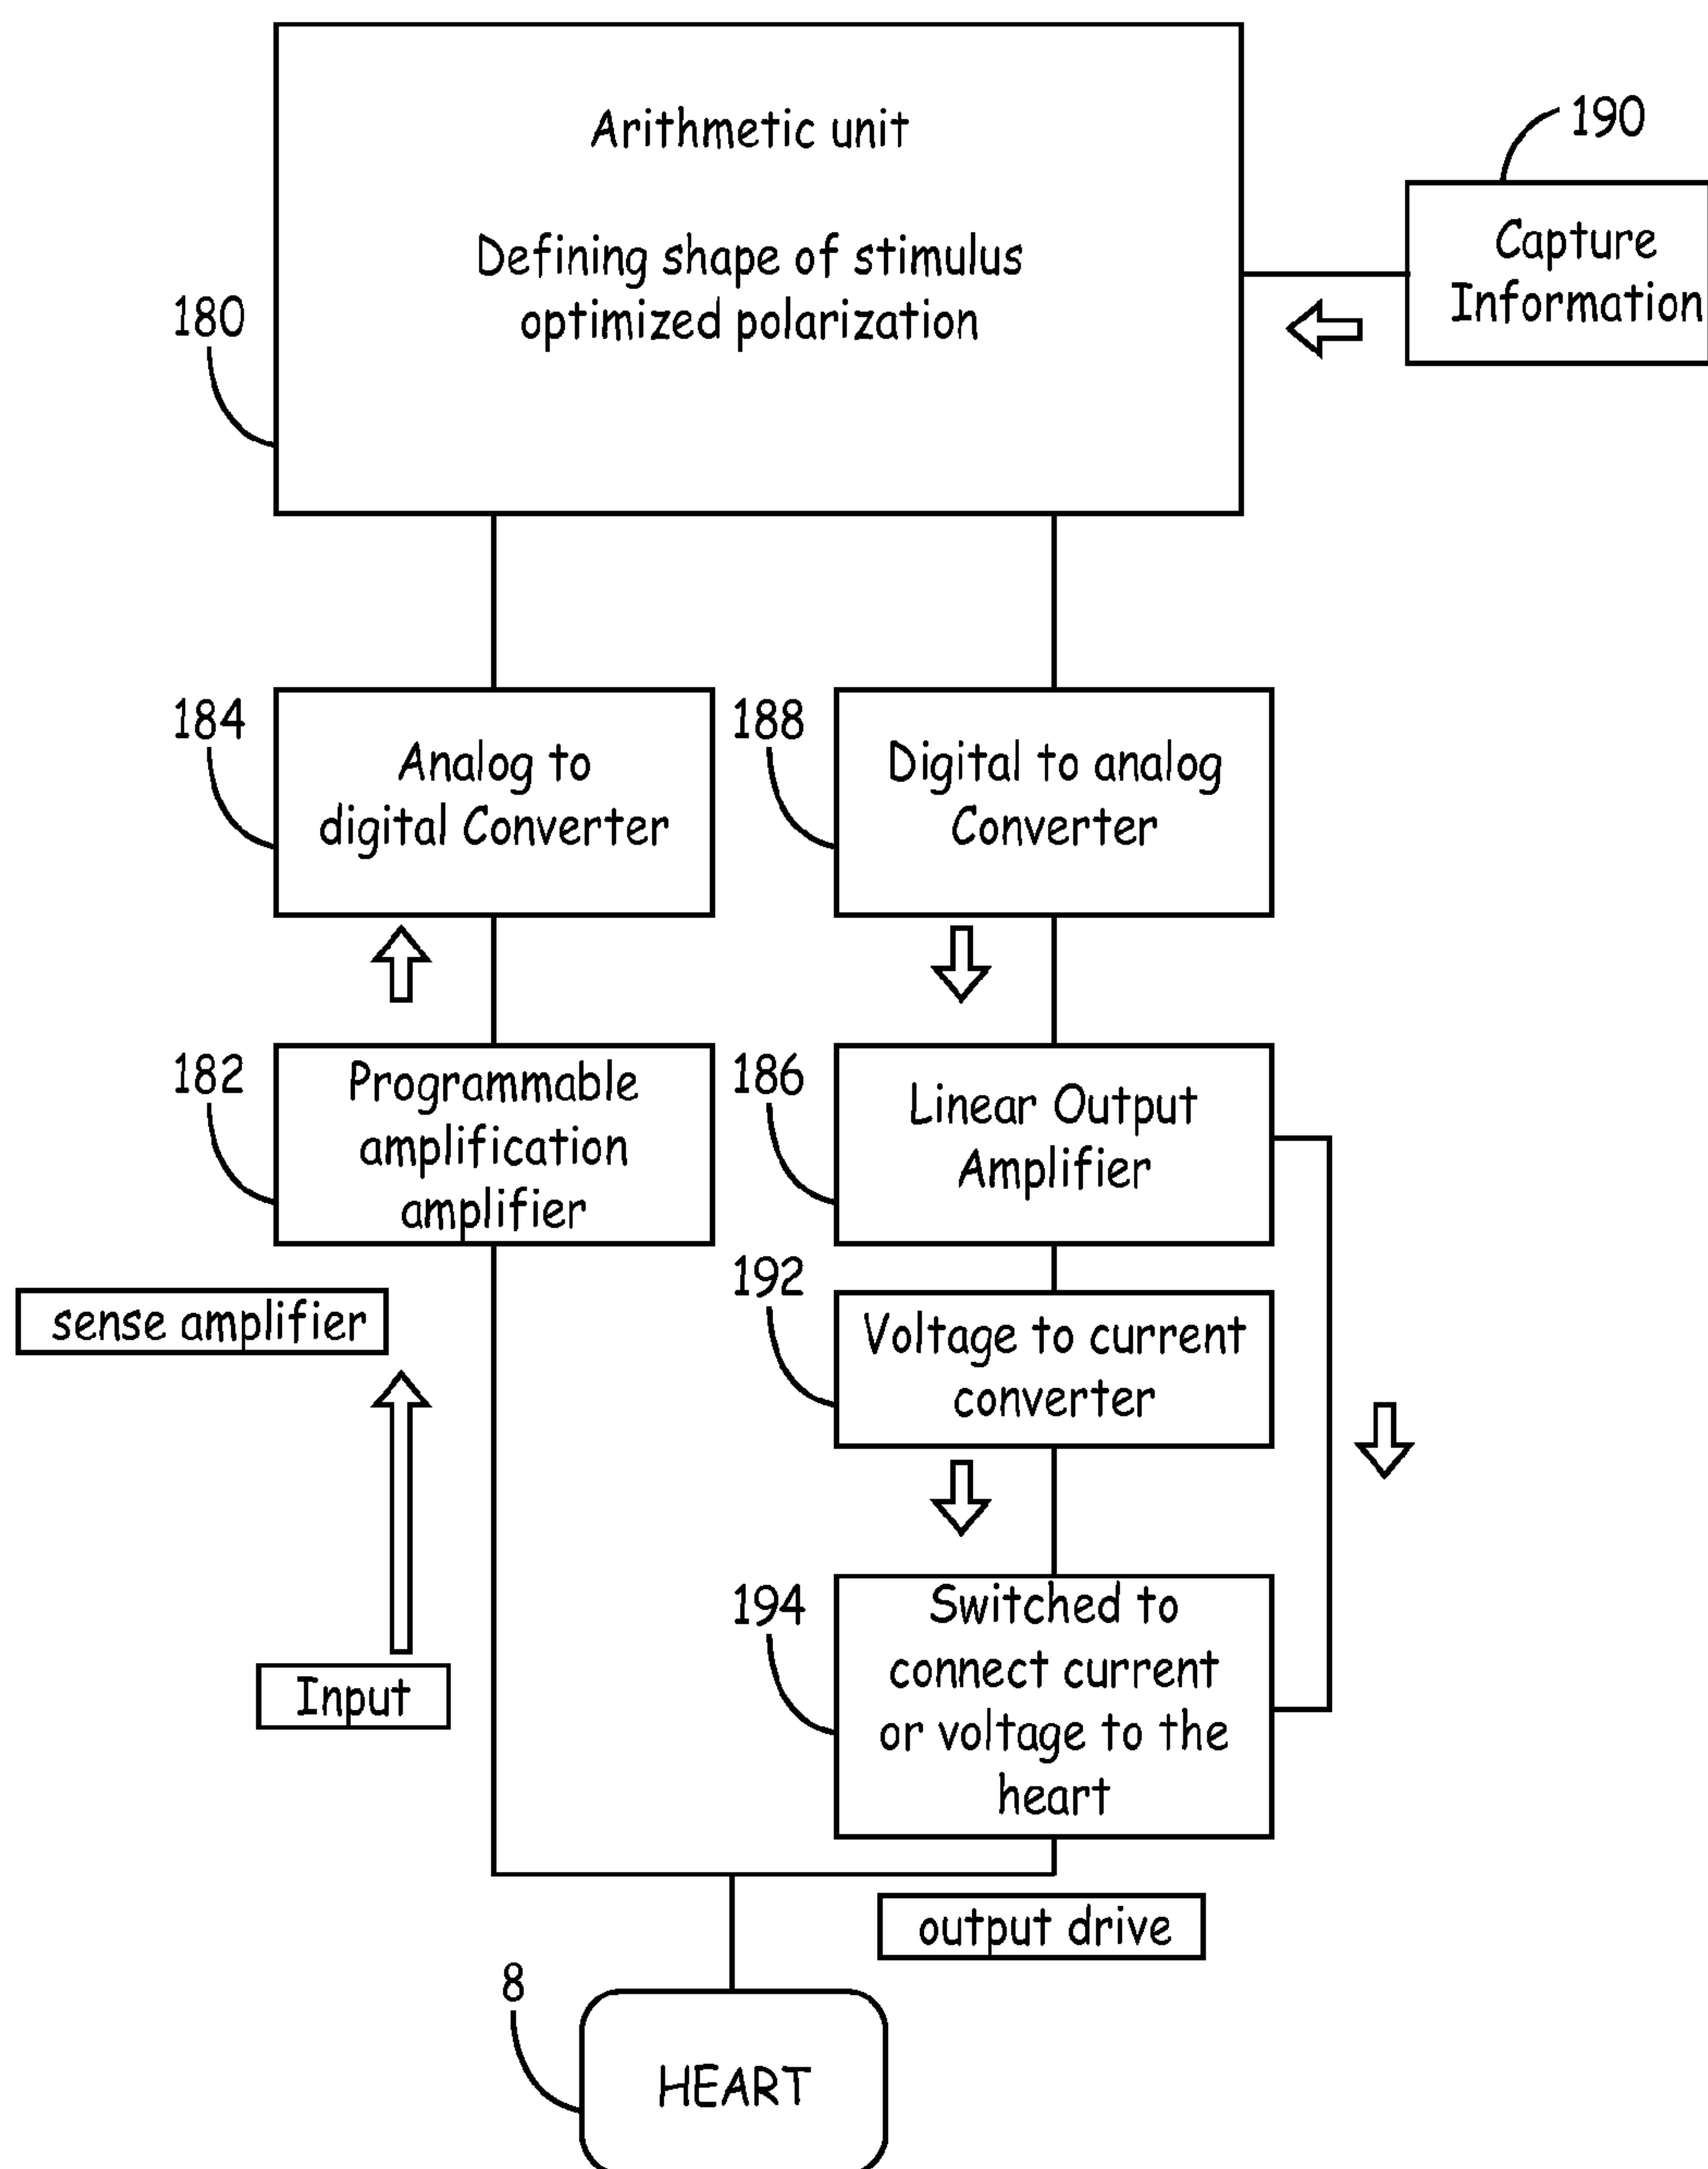 Arithmetic unit
Defining shape of stimulus
optimized polarization
180
190
Capture
Information
184
Analog to
digital Converter
188
Digital to analog
Converter
182
Programmable
amplification
amplifier
186
Linear Output
Amplifier
sense amplifier
192
Voltage to current
converter
Input
194
Switched to
connect current
or voltage to the
heart
output drive
8
HEART